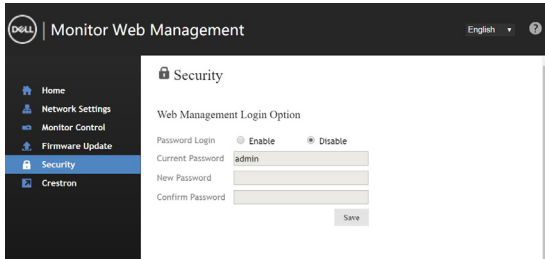 DELL | Monitor Web Management
English
?
Home
Network Settings
Monitor Control
Firmware Update
Security
Crestron
Security
Web Management Login Option
Password Login Enable Disable
Current Password admin
New Password
Confirm Password
Save